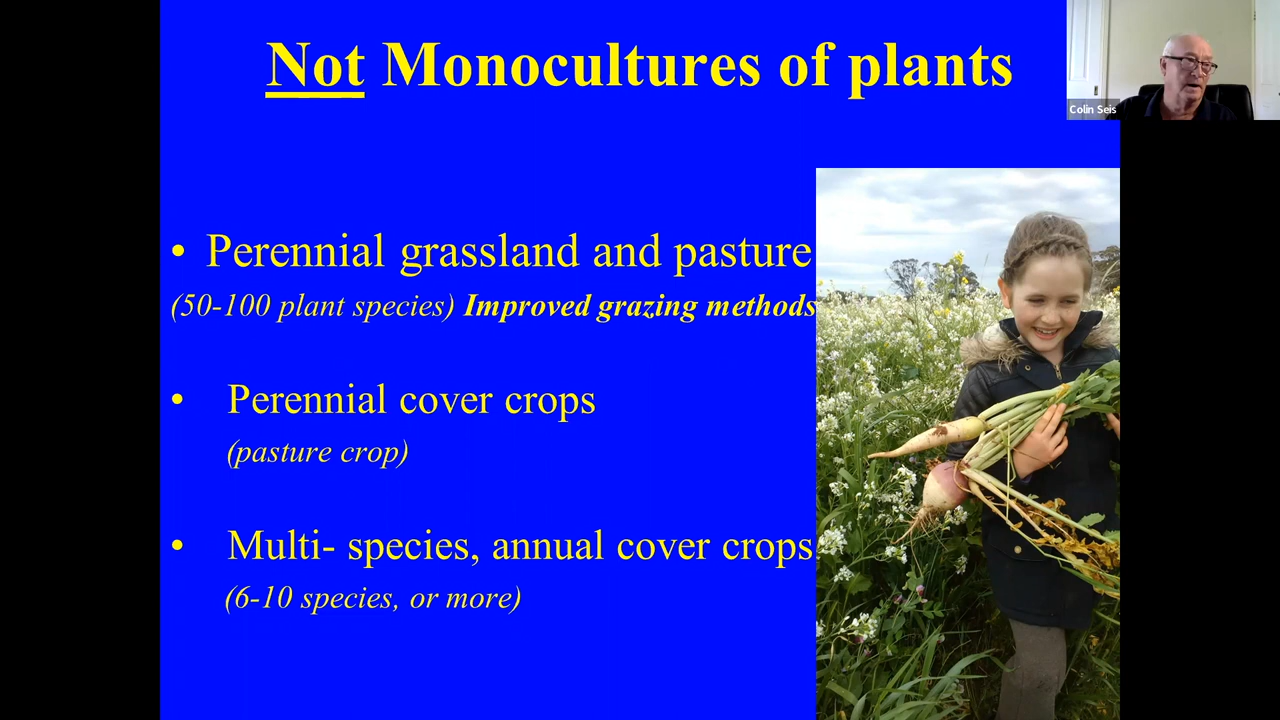 Not Monocultures of plants
Colin Seis
• Perennial grassland and pasture
(50-100 plant species) Improved grazing methods
• Perennial cover crops
(pasture crop)
• Multi- species, annual cover crops
(6-10 species, or more)